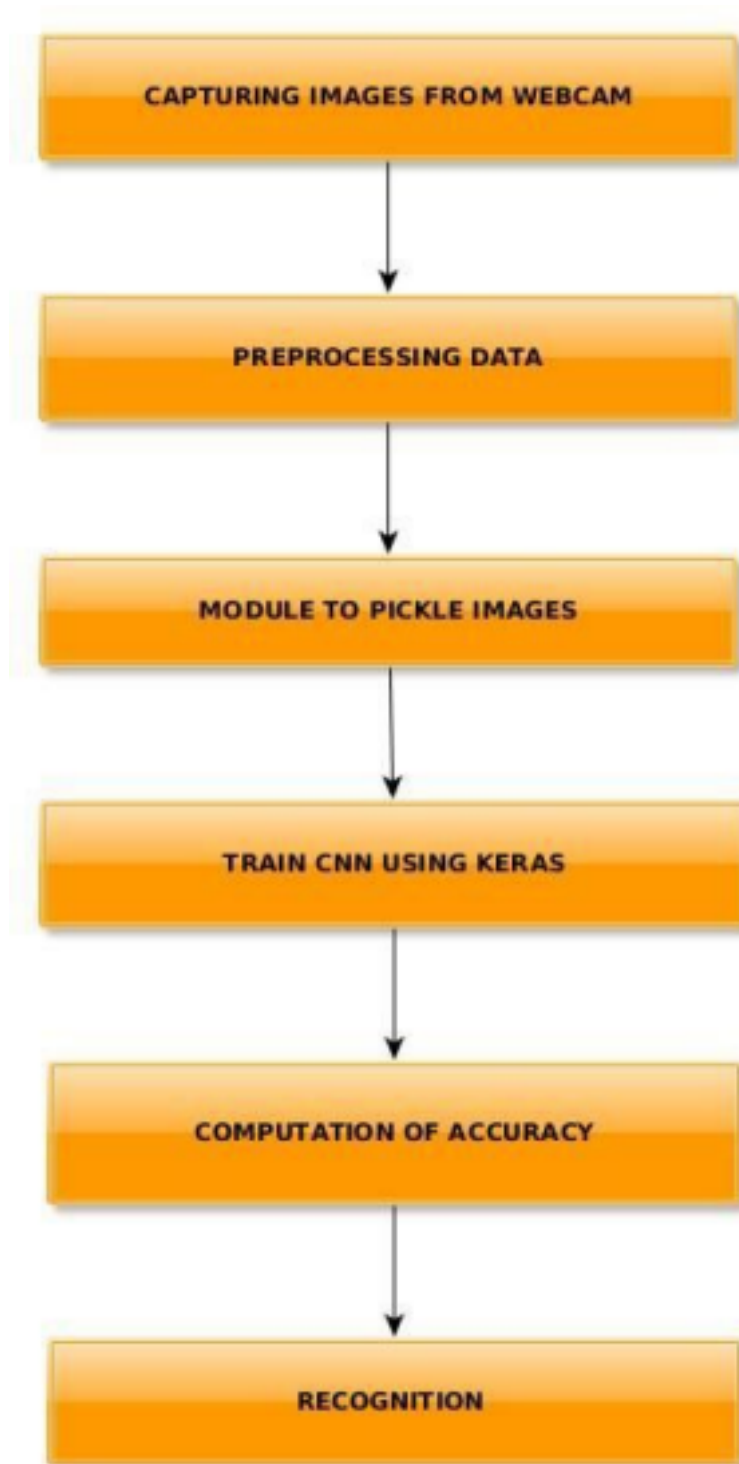 CAPTURING IMAGES FROM WEBCAM
PREPROCESSING DATA
MODULE TO PICKLE IMAGES
TRAIN CNN USING KERAS
COMPUTATION OF ACCURACY
RECOGNITION